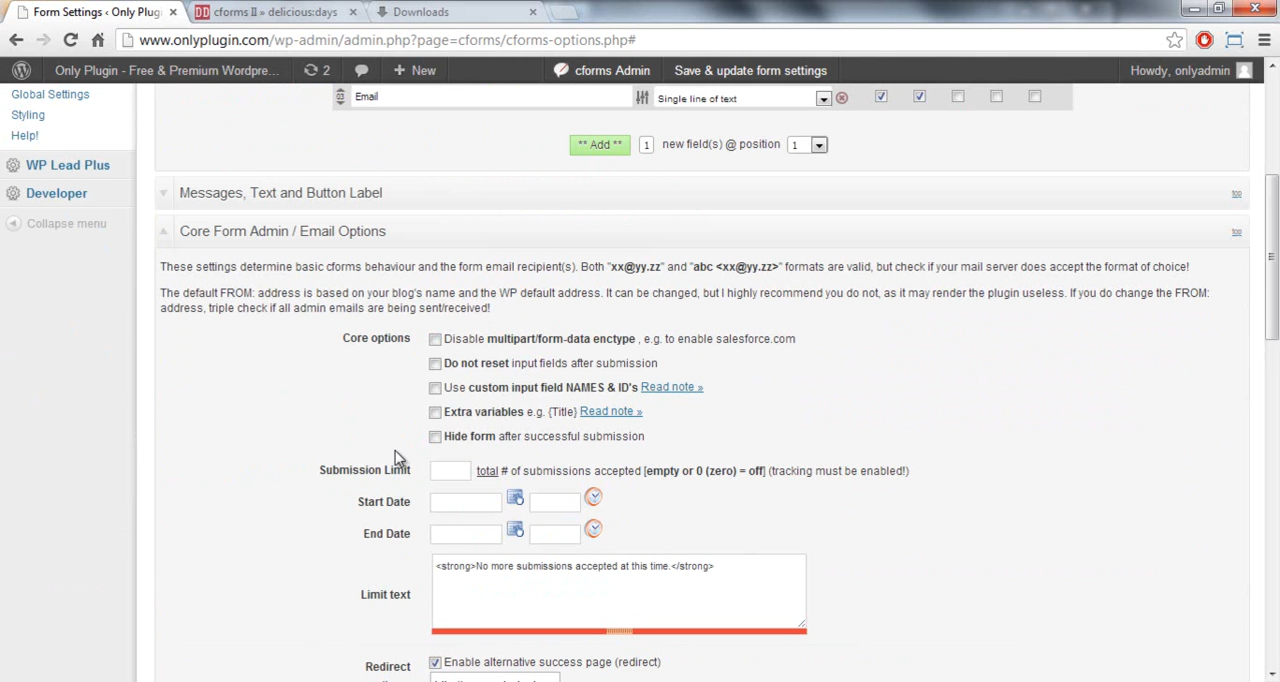 Form Settings ‹ Only Plug
cforms II » delicious:days
Downloads
www.onlyplugin.com/wp-admin/admin.php?page=cforms/cforms-options.php#
Only Plugin - Free & Premium Wordpre...
2
New
cforms Admin
Save & update form settings
Howdy, onlyadmin
Global Settings
Styling
Help!
WP Lead Plus
Developer
Collapse menu
Email
Single line of text
** Add **
1
new field(s) @ position
1
Messages, Text and Button Label
top
Core Form Admin / Email Options
top
These settings determine basic cforms behaviour and the form email recipient(s). Both "xx@yy.zz" and "abc <xx@yy.zz>" formats are valid, but check if your mail server does accept the format of choice!
The default FROM: address is based on your blog's name and the WP default address. It can be changed, but I highly recommend you do not, as it may render the plugin useless. If you do change the FROM:
address, triple check if all admin emails are being sent/received!
Core options
Disable multipart/form-data enctype , e.g. to enable salesforce.com
Do not reset input fields after submission
Use custom input field NAMES & ID's Read note »
Extra variables e.g. {Title} Read note »
Hide form after successful submission
Submission Limit
total # of submissions accepted [empty or 0 (zero) = off] (tracking must be enabled!)
Start Date
End Date
Limit text
<strong>No more submissions accepted at this time.</strong>
Redirect
Enable alternative success page (redirect)